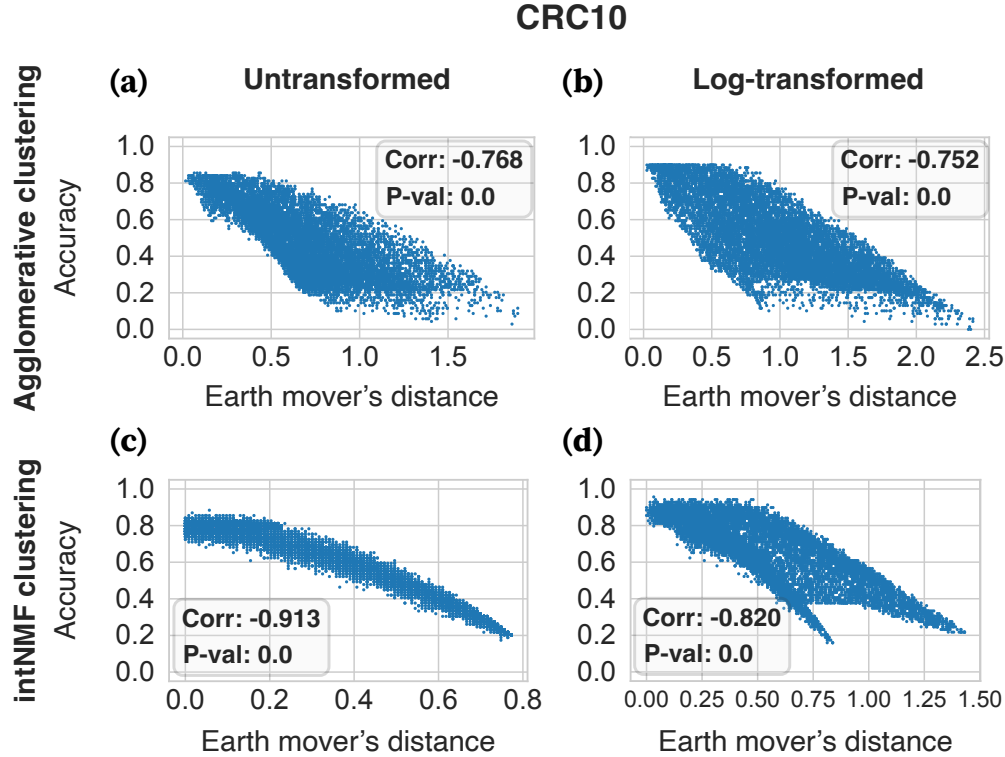 CRC10
(a) Untransformed
(b) Log-transformed
Agglomerative clustering
Accuracy
1.0
0.8
0.6
0.4
0.2
0.0
Corr: -0.768
P-val: 0.0
0.0 0.5 1.0 1.5
Earth mover's distance
1.0
0.8
0.6
0.4
0.2
0.0
Corr: -0.752
P-val: 0.0
0.0 0.5 1.0 1.5 2.0 2.5
Earth mover's distance
intNMF clustering
(c)
Accuracy
1.0
0.8
0.6
0.4
0.2
0.0
Corr: -0.913
P-val: 0.0
0.0 0.2 0.4 0.6 0.8
Earth mover's distance
(d)
1.0
0.8
0.6
0.4
0.2
0.0
Corr: -0.820
P-val: 0.0
0.00 0.25 0.50 0.75 1.00 1.25 1.50
Earth mover's distance